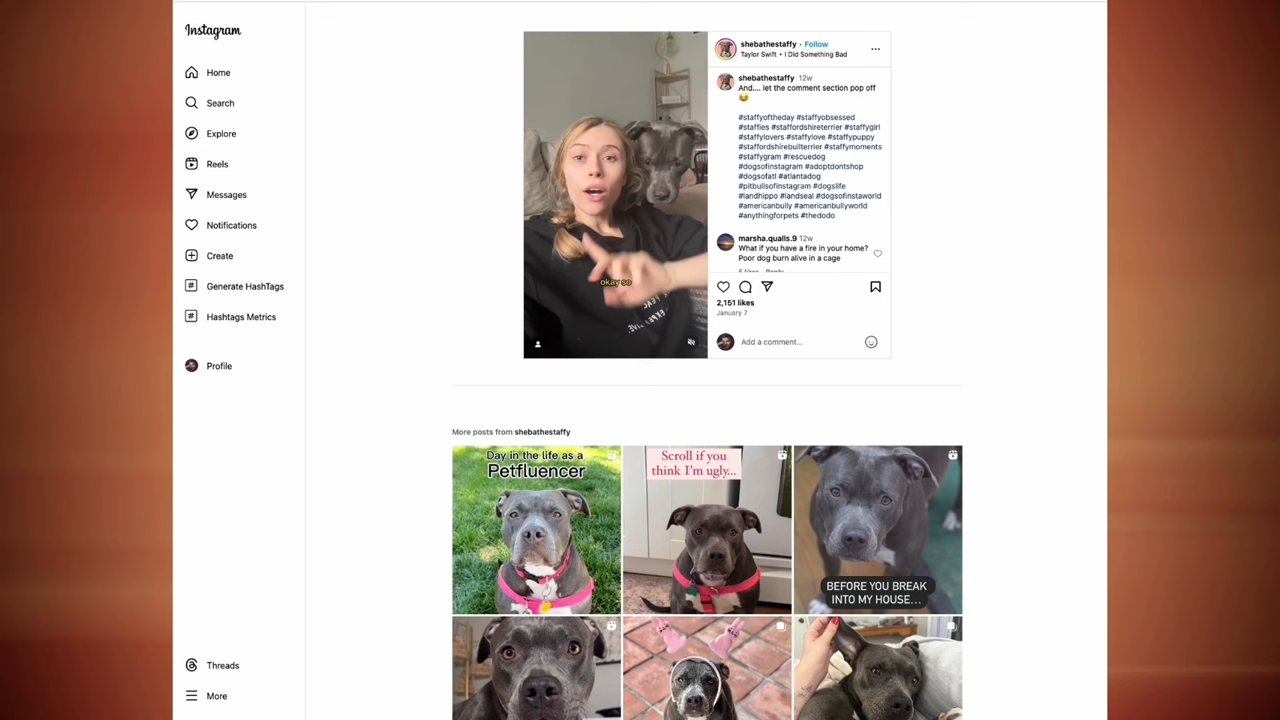 Instagram
Home
Search
Explore
Reels
Messages
Notifications
Create
Generate HashTags
Hashtags Metrics
Profile
Threads
More
okay so
shebathestaffy • Follow
Taylor Swift • I Did Something Bad
shebathestaffy 12w
And.... let the comment section pop off
😂
#staffyoftheday #staffyobsessed
#staffies #staffordshireterrier #staffygirl
#staffylovers #staffylove #staffypuppy
#staffordshirebullterrier #staffymoments
#staffygram #rescuedog
#dogsofinstagram #adoptdontshop
#dogsofatl #atlantadog
#pitbullsofinstagram #dogslife
#landhippo #landseal #dogsofinstaworld
#americanbully #americanbullyworld
#anythingforpets #thedodo
marsha.qualls.9 12w
What if you have a fire in your home?
Poor dog burn alive in a cage
5 likes Reply
2,151 likes
January 7
Add a comment...
More posts from shebathestaffy
Day in the life as a
Petfluencer
Scroll if you
think I'm ugly...
BEFORE YOU BREAK
INTO MY HOUSE...